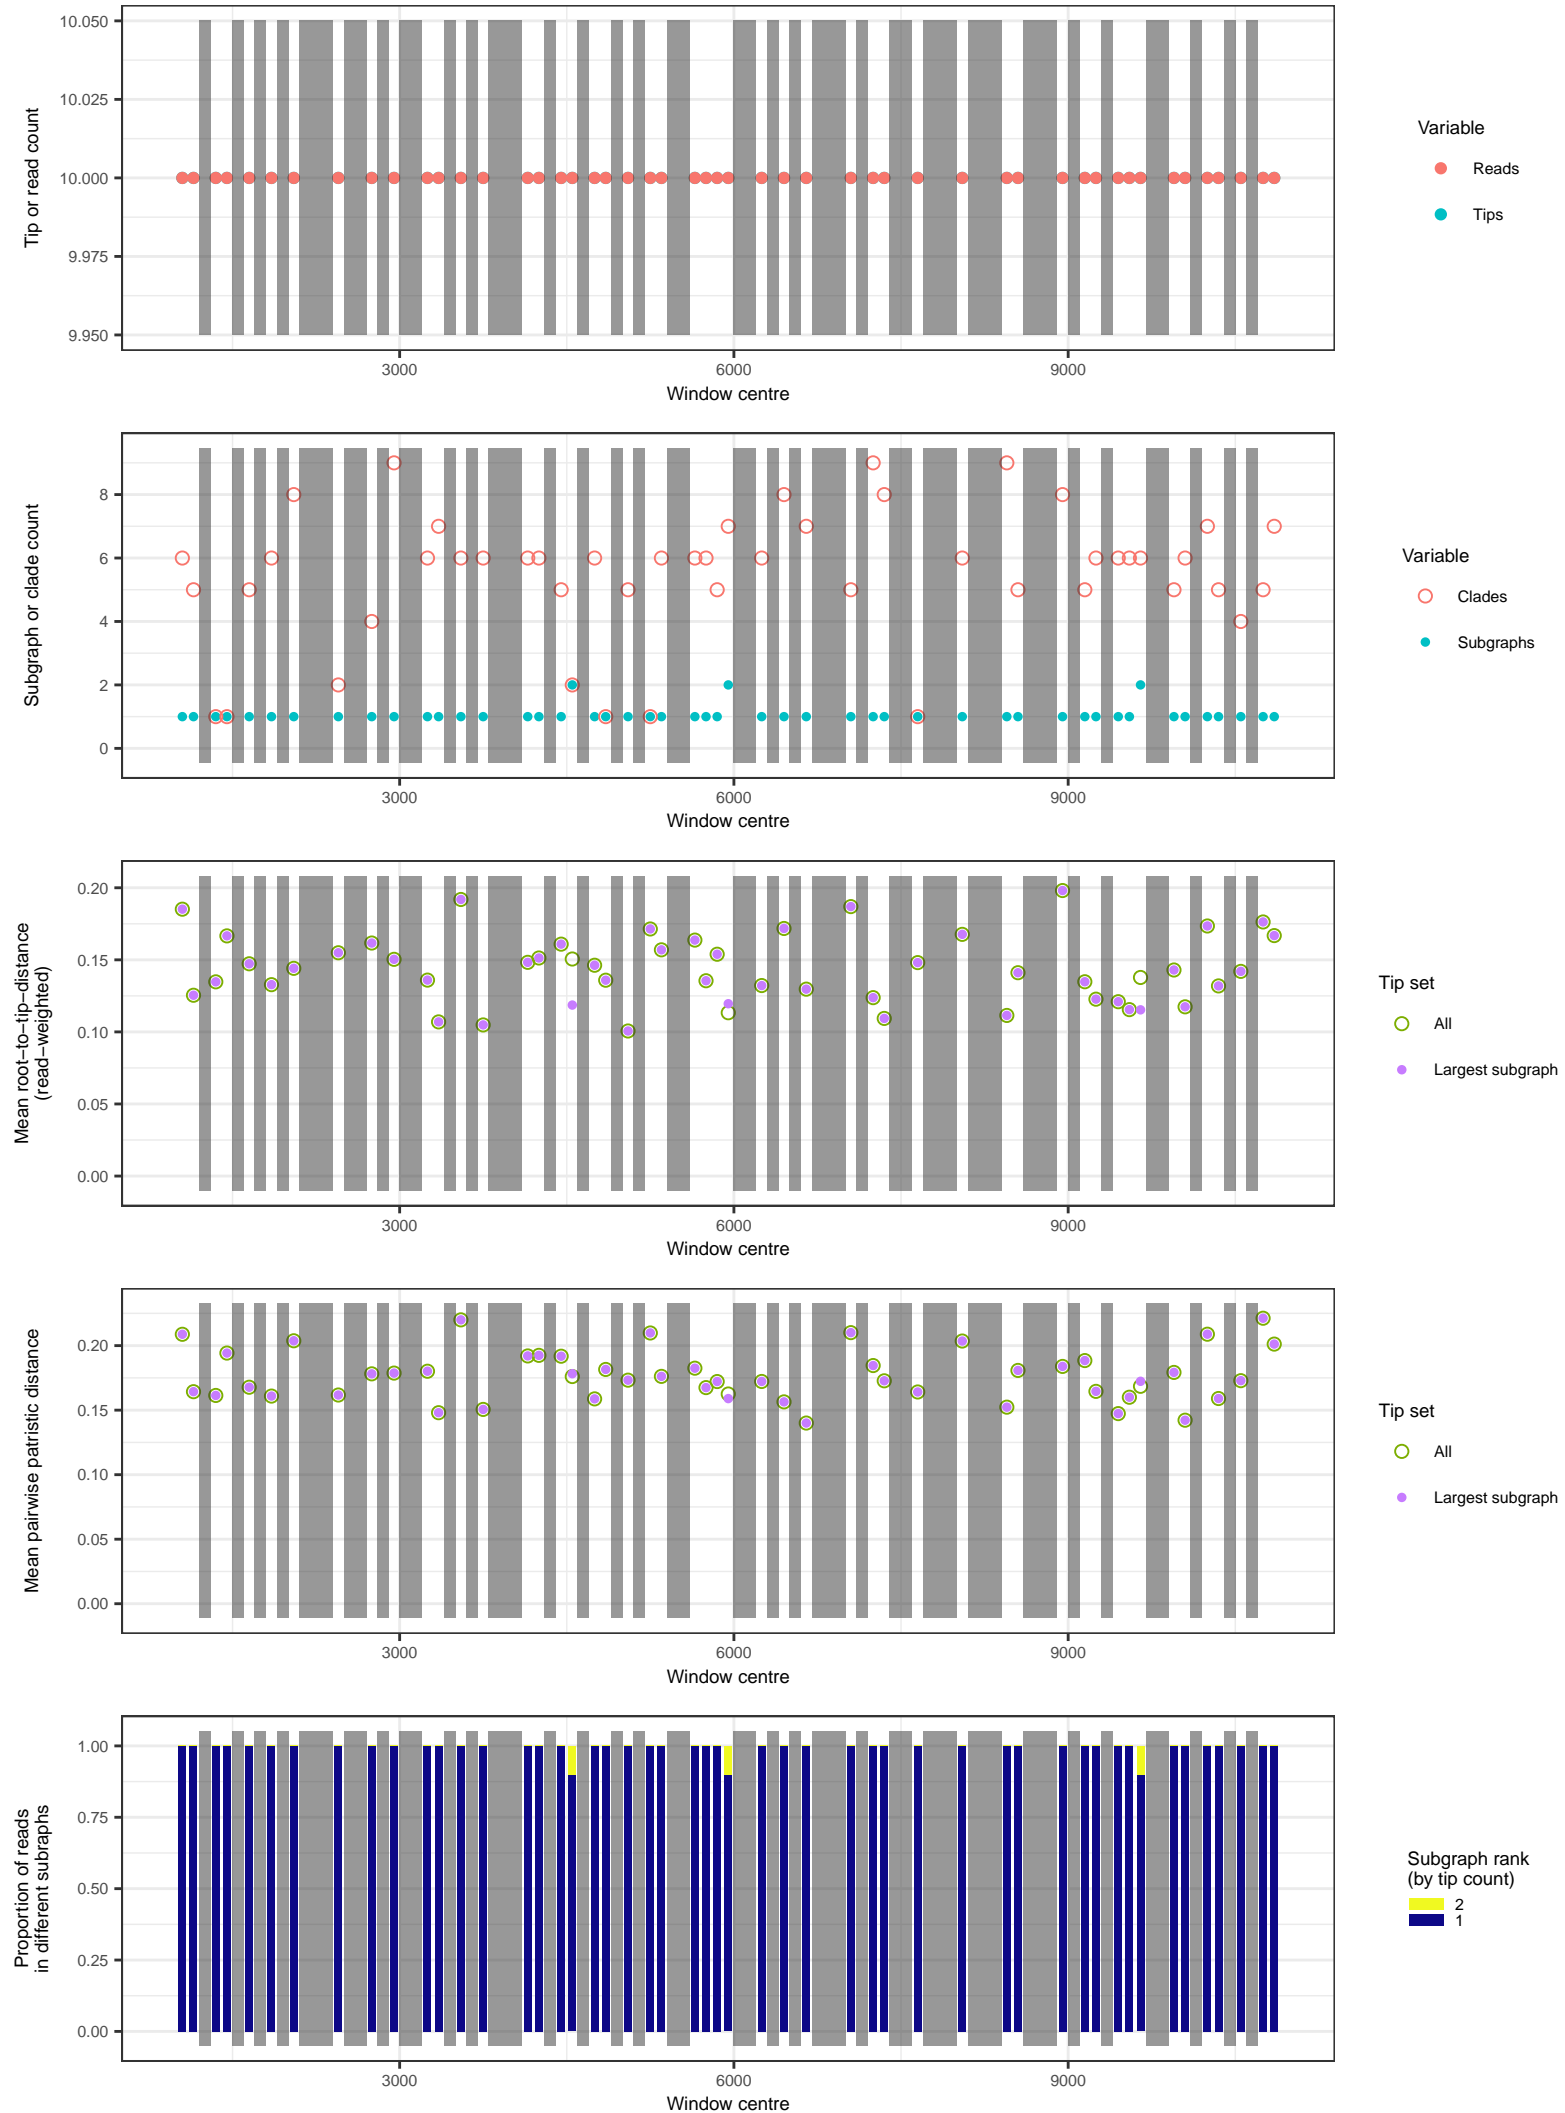 10.050
10.025
10.000
9.975
9.950
Tip or read count
3000
6000
9000
Window centre
Variable
Reads
Tips
8
6
4
2
0
Subgraph or clade count
3000
6000
9000
Window centre
Variable
Clades
Subgraphs
0.20
0.15
0.10
0.05
0.00
Mean root−to−tip−distance
(read−weighted)
3000
6000
9000
Window centre
Tip set
All
Largest subgraph
0.20
0.15
0.10
0.05
0.00
Mean pairwise patristic distance
3000
6000
9000
Window centre
Tip set
All
Largest subgraph
1.00
0.75
0.50
0.25
0.00
Proportion of reads
in different subraphs
3000
6000
9000
Window centre
Subgraph rank
(by tip count)
2
1